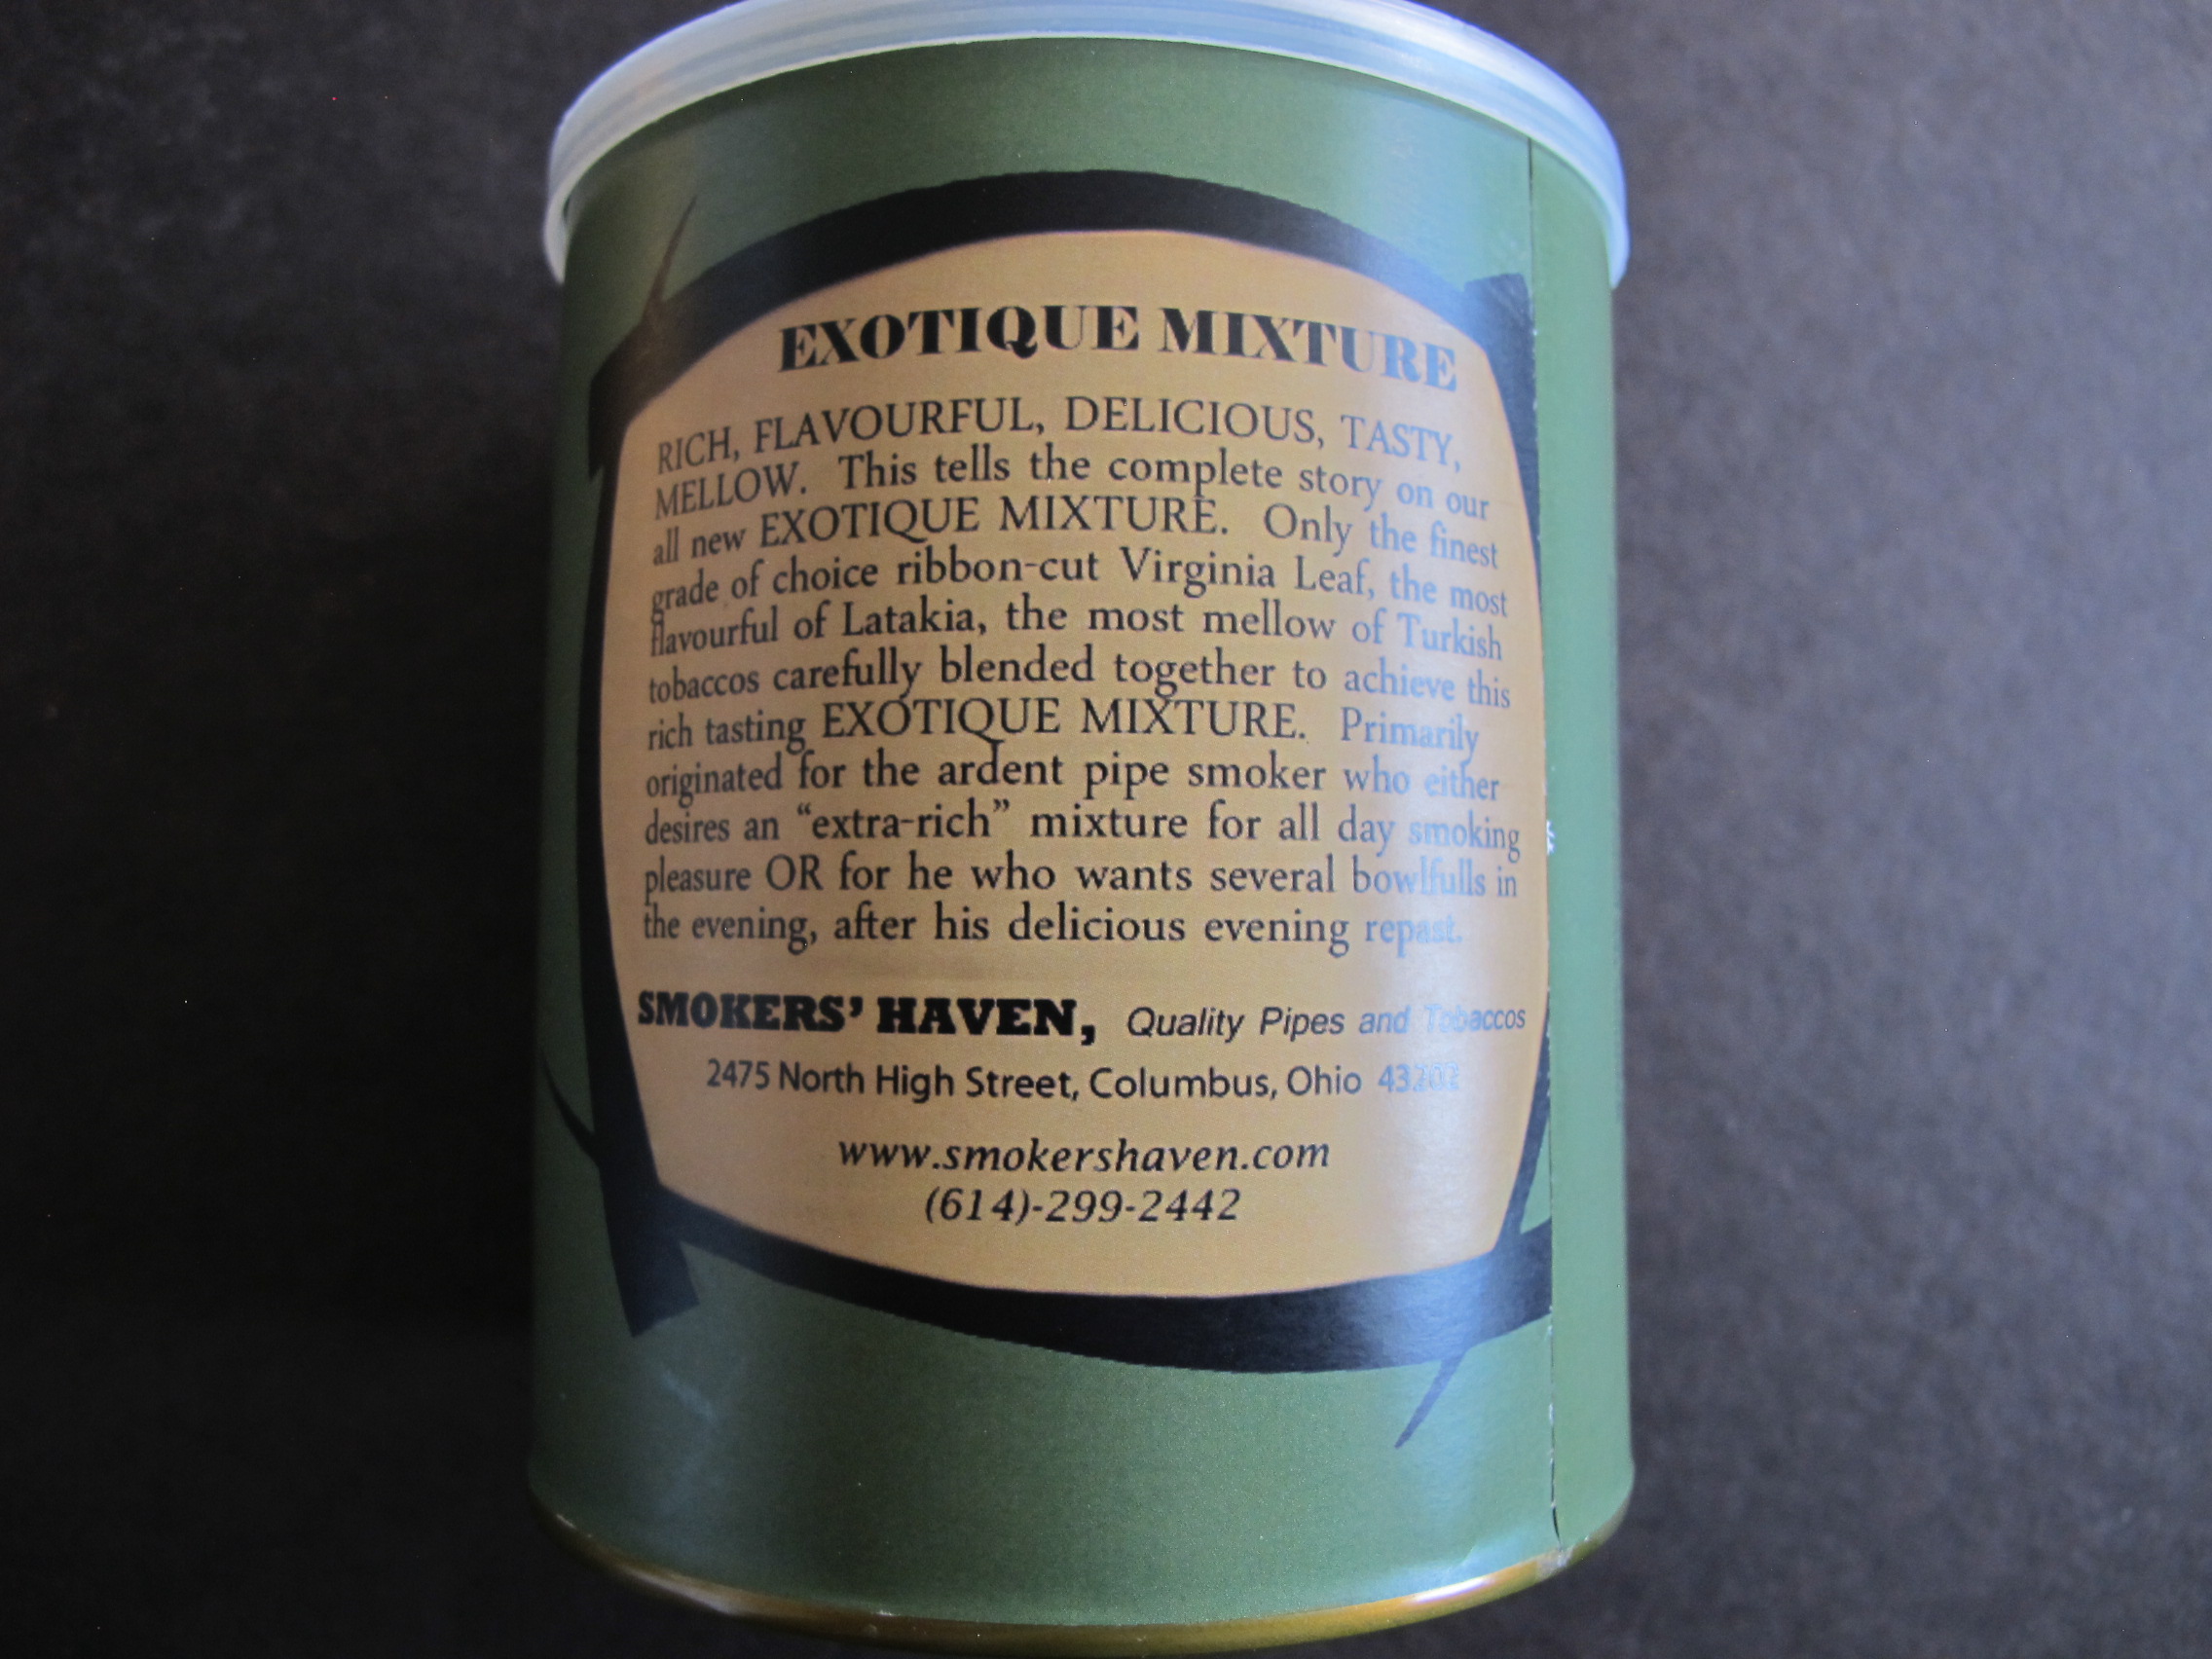 EXOTIQUE MIXTURE
RICH, FLAVOURFUL, DELICIOUS, TASTY,
MELLOW. This tells the complete story on our
all new EXOTIQUE MIXTURE. Only the finest
grade of choice ribbon-cut Virginia Leaf, the most
flavourful of Latakia, the most mellow of Turkish
tobaccos carefully blended together to achieve this
rich tasting EXOTIQUE MIXTURE. Primarily
originated for the ardent pipe smoker who either
desires an “extra-rich” mixture for all day smoking
pleasure OR for he who wants several bowlfulls in
the evening, after his delicious evening repast.
SMOKERS’ HAVEN, Quality Pipes and Tobaccos
2475 North High Street, Columbus, Ohio 43202
www.smokershaven.com
(614)-299-2442